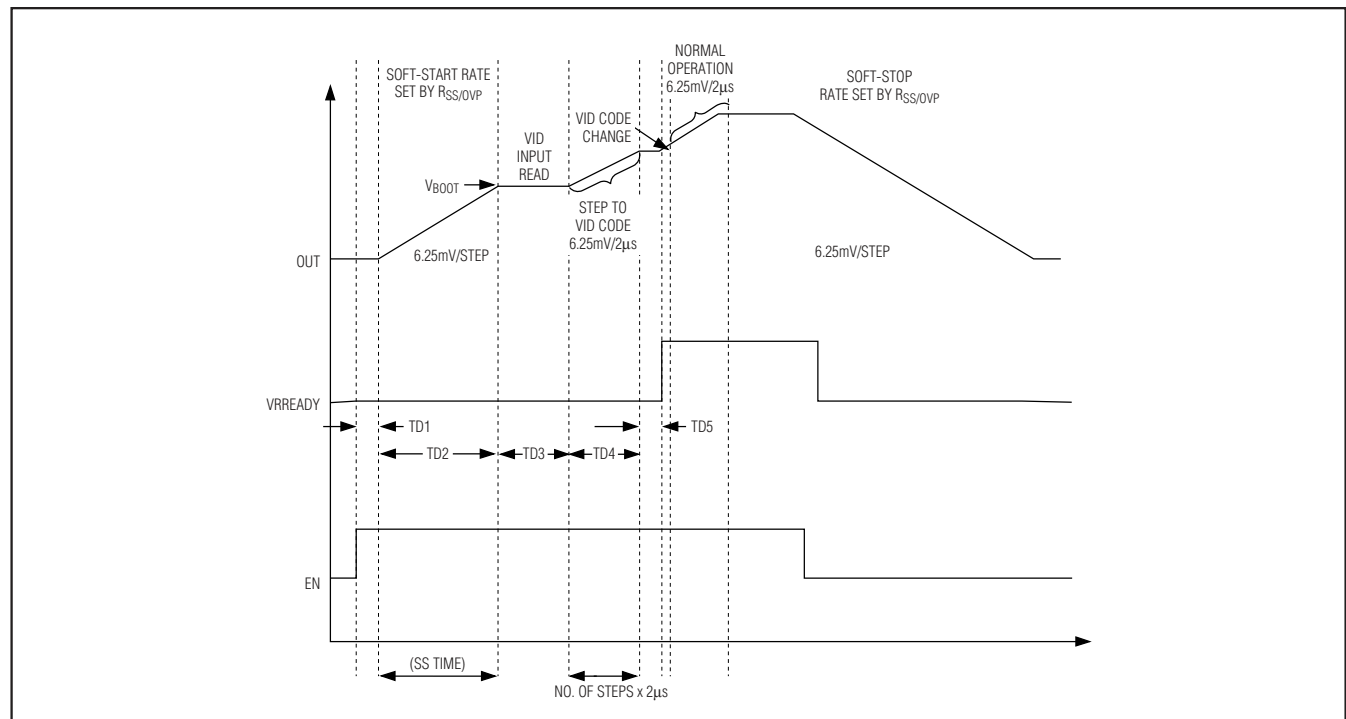 NORMAL
OPERATION
6.25mV/2µs
SOFT-START RATE
SET BY RSS/OVP
SOFT-STOP
RATE SET BY RSS/OVP
VID CODE
CHANGE
VID
INPUT
READ
VBOOT
STEP TO
VID CODE
6.25mV/2µs
6.25mV/STEP
6.25mV/STEP
OUT
VRREADY
TD1
TD5
TD2
TD3
TD4
EN
(SS TIME)
NO. OF STEPS x 2µs